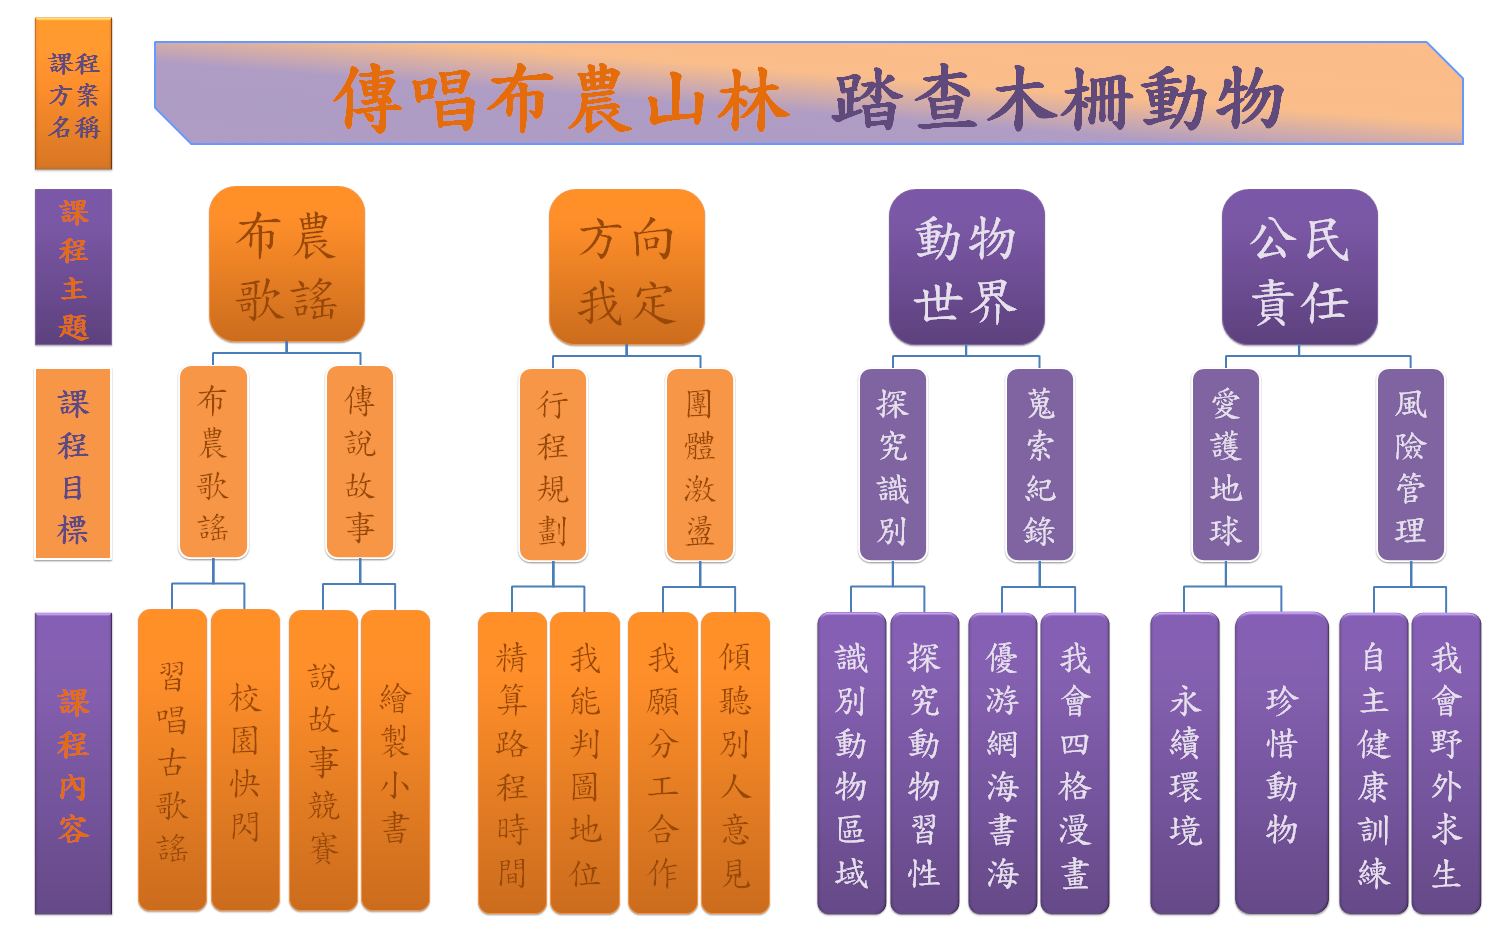 課程
方案
名稱
傳唱布農山林 踏查木柵動物
課程主題
布農
歌謠
方向
我定
動物
世界
公民
責任
課程目標
布農歌謠
傳說故事
行程規劃
團體激盪
探究識別
蒐索紀錄
愛護地球
風險管理
課程內容
習唱古歌謠
校園快閃
說故事競賽
繪製小書
精算路程時間
我能判圖地位
我願分工合作
傾聽別人意見
識別動物區域
探究動物習性
優游網海書海
我會四格漫畫
永續環境
珍惜動物
自主健康訓練
我會野外求生